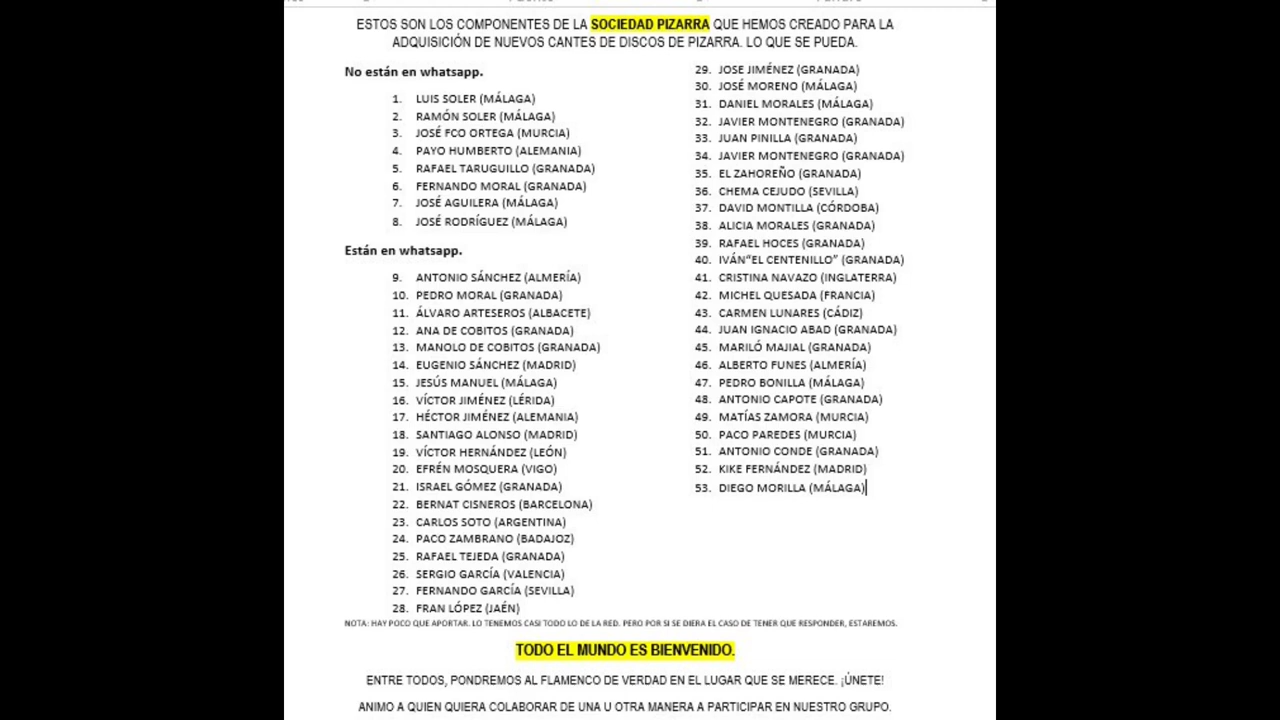 ESTOS SON LOS COMPONENTES DE LA SOCIEDAD PIZARRA QUE HEMOS CREADO PARA LA
ADQUISICIÓN DE NUEVOS CANTES DE DISCOS DE PIZARRA. LO QUE SE PUEDA.
No están en whatsapp.
1. LUIS SOLER (MÁLAGA)
2. RAMÓN SOLER (MÁLAGA)
3. JOSÉ FCO ORTEGA (MURCIA)
4. PAYO HUMBERTO (ALEMANIA)
5. RAFAEL TARUGUILLO (GRANADA)
6. FERNANDO MORAL (GRANADA)
7. JOSÉ AGUILERA (MÁLAGA)
8. JOSÉ RODRÍGUEZ (MÁLAGA)
Están en whatsapp.
9. ANTONIO SÁNCHEZ (ALMERÍA)
10. PEDRO MORAL (GRANADA)
11. ÁLVARO ARTESEROS (ALBACETE)
12. ANA DE COBITOS (GRANADA)
13. MANOLO DE COBITOS (GRANADA)
14. EUGENIO SÁNCHEZ (MADRID)
15. JESÚS MANUEL (MÁLAGA)
16. VÍCTOR JIMÉNEZ (LÉRIDA)
17. HÉCTOR JIMÉNEZ (ALEMANIA)
18. SANTIAGO ALONSO (MADRID)
19. VÍCTOR HERNÁNDEZ (LEÓN)
20. EFRÉN MOSQUERA (VIGO)
21. ISRAEL GÓMEZ (GRANADA)
22. BERNAT CISNEROS (BARCELONA)
23. CARLOS SOTO (ARGENTINA)
24. PACO ZAMBRANO (BADAJOZ)
25. RAFAEL TEJEDA (GRANADA)
26. SERGIO GARCÍA (VALENCIA)
27. FERNANDO GARCÍA (SEVILLA)
28. FRAN LÓPEZ (JAÉN)
29. JOSE JIMÉNEZ (GRANADA)
30. JOSÉ MORENO (MÁLAGA)
31. DANIEL MORALES (MÁLAGA)
32. JAVIER MONTENEGRO (GRANADA)
33. JUAN PINILLA (GRANADA)
34. JAVIER MONTENEGRO (GRANADA)
35. EL ZAHOREÑO (GRANADA)
36. CHEMA CEJUDO (SEVILLA)
37. DAVID MONTILLA (CÓRDOBA)
38. ALICIA MORALES (GRANADA)
39. RAFAEL HOCES (GRANADA)
40. IVÁN“EL CENTENILLO” (GRANADA)
41. CRISTINA NAVAZO (INGLATERRA)
42. MICHEL QUESADA (FRANCIA)
43. CARMEN LUNARES (CÁDIZ)
44. JUAN IGNACIO ABAD (GRANADA)
45. MARILÓ MAJIAL (GRANADA)
46. ALBERTO FUNES (ALMERÍA)
47. PEDRO BONILLA (MÁLAGA)
48. ANTONIO CAPOTE (GRANADA)
49. MATÍAS ZAMORA (MURCIA)
50. PACO PAREDES (MURCIA)
51. ANTONIO CONDE (GRANADA)
52. KIKE FERNÁNDEZ (MADRID)
53. DIEGO MORILLA (MÁLAGA)
NOTA: HAY POCO QUE APORTAR. LO TENEMOS CASI TODO LO DE LA RED. PERO POR SI SE DIERA EL CASO DE TENER QUE RESPONDER, ESTAREMOS.
TODO EL MUNDO ES BIENVENIDO.
ENTRE TODOS, PONDREMOS AL FLAMENCO DE VERDAD EN EL LUGAR QUE SE MERECE. ¡ÚNETE!
ANIMO A QUIEN QUIERA COLABORAR DE UNA U OTRA MANERA A PARTICIPAR EN NUESTRO GRUPO.